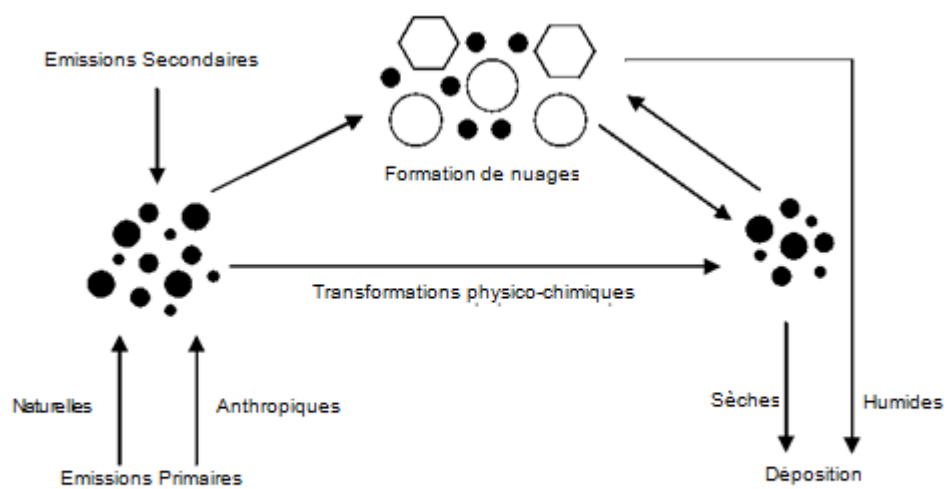 Emissions Secondaires
Formation de nuages
Transformations physico-chimiques
Naturelles
Anthropiques
Sèches
Humides
Emissions Primaires
Déposition